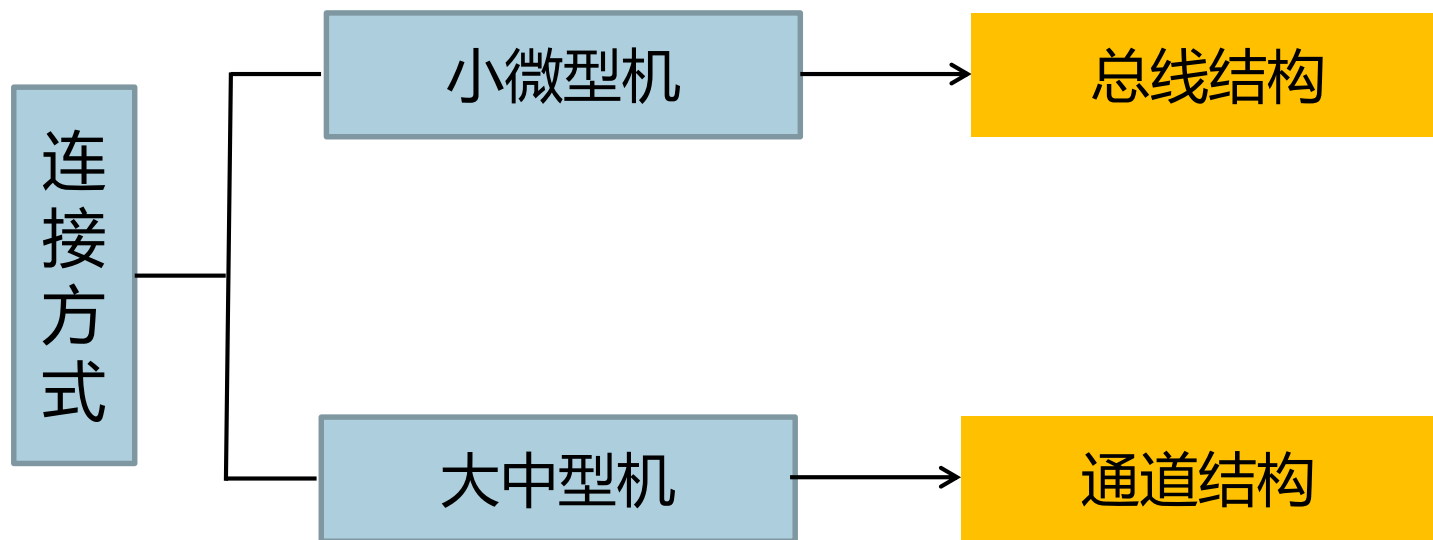 连接方式
小微型机
总线结构
大中型机
通道结构